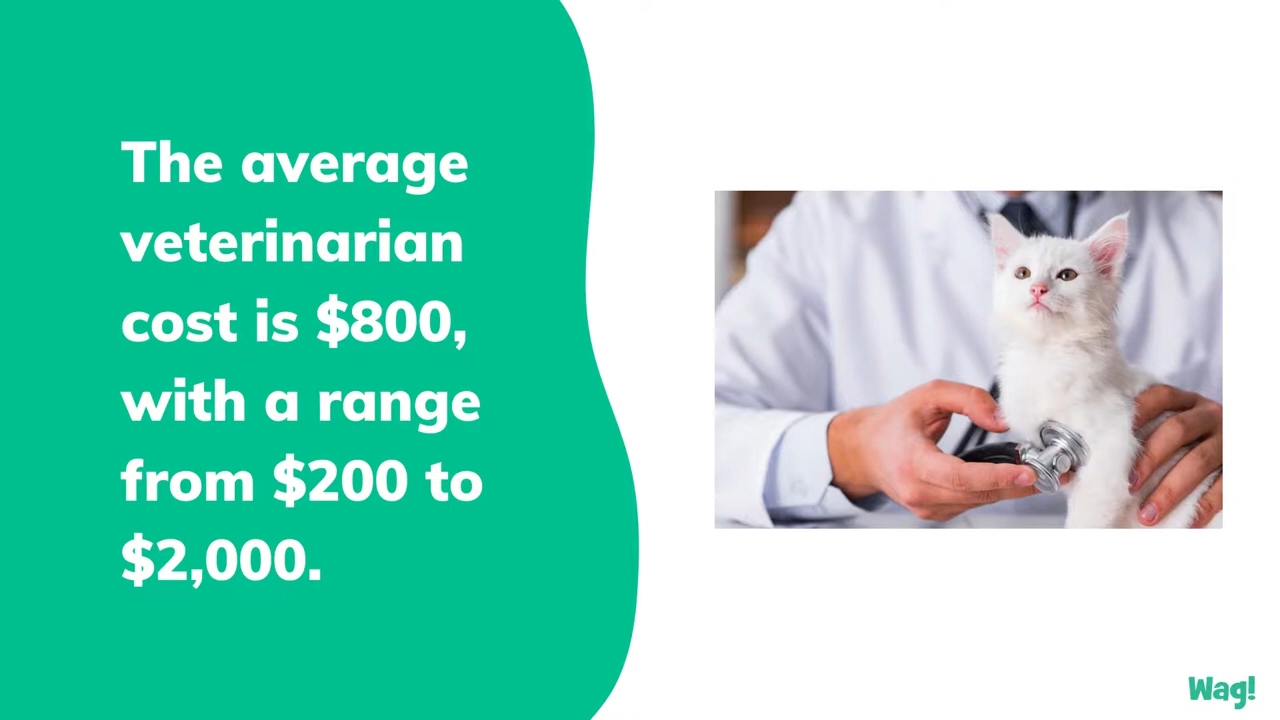 The average
veterinarian
cost is $800,
with a range
from $200 to
$2,000.
Wag!